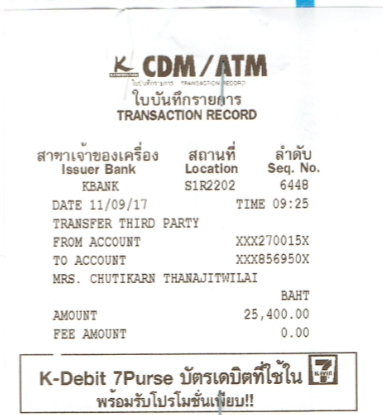 K CDM/ATM
ใบบันทึกรายการ TRANSACTION RECORD
ใบบันทึกรายการ
TRANSACTION RECORD
สาขาเจ้าของเครื่อง สถานที่ ลำดับ
Issuer Bank Location Seq. No.
KBANK S1R2202 6448
DATE 11/09/17 TIME 09:25
TRANSFER THIRD PARTY
FROM ACCOUNT XXX270015X
TO ACCOUNT XXX856950X
MRS. CHUTIKARN THANAJITWILAI
BAHT
AMOUNT 25,400.00
FEE AMOUNT 0.00
K-Debit 7Purse บัตรเดบิตที่ใช้ใน 7
พร้อมรับโปรโมชั่นเพียบ!!